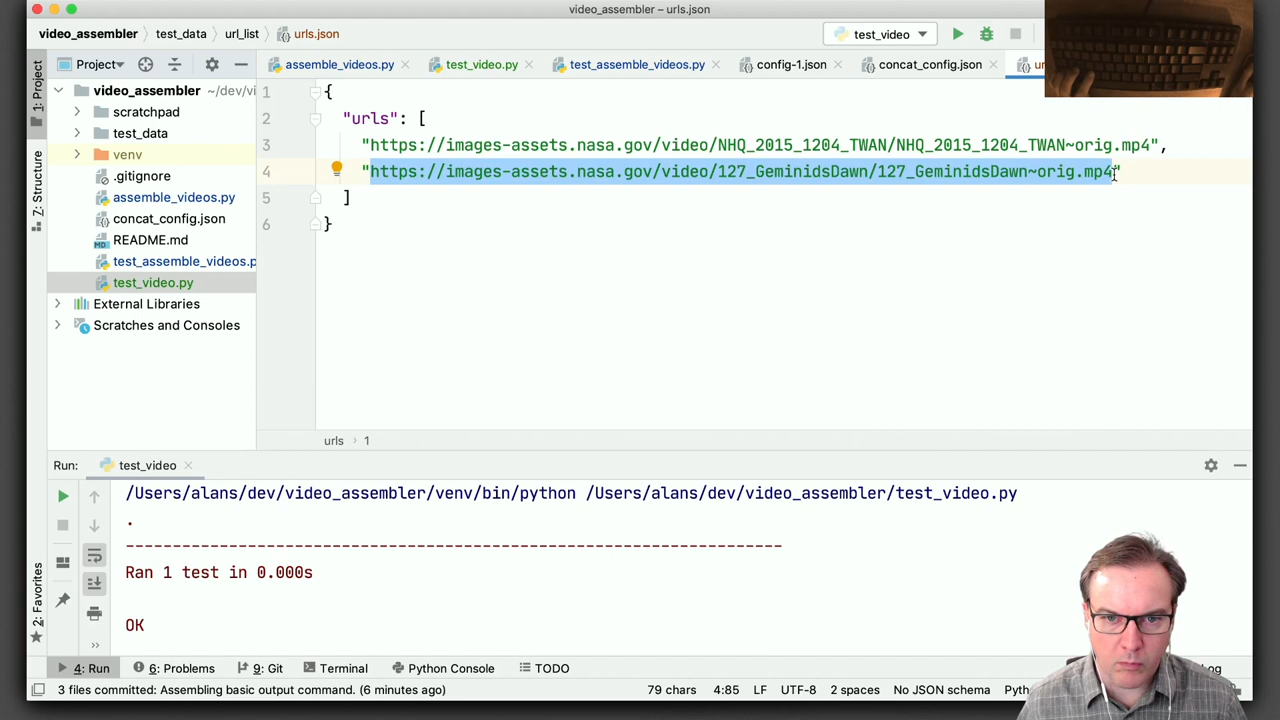 video_assembler – urls.json
video_assembler
test_data
url_list
urls.json
test_video
Project
assemble_videos.py
test_video.py
test_assemble_videos.py
config-1.json
concat_config.json
ur
1: Project
Z: Structure
2: Favorites
video_assembler ~/dev/vi
scratchpad
test_data
venv
.gitignore
assemble_videos.py
concat_config.json
README.md
test_assemble_videos.p
test_video.py
External Libraries
Scratches and Consoles
1 {
2 "urls": [
3 "https://images-assets.nasa.gov/video/NHQ_2015_1204_TWAN/NHQ_2015_1204_TWAN~orig.mp4",
4 "https://images-assets.nasa.gov/video/127_GeminidsDawn/127_GeminidsDawn~orig.mp4"
5 ]
6 }
urls › 1
Run: test_video
/Users/alans/dev/video_assembler/venv/bin/python /Users/alans/dev/video_assembler/test_video.py
.
----------------------------------------------------------------------
Ran 1 test in 0.000s
OK
4: Run
6: Problems
9: Git
Terminal
Python Console
TODO
og
3 files committed: Assembling basic output command. (6 minutes ago)
79 chars
4:85
LF
UTF-8
2 spaces
No JSON schema
Pyth